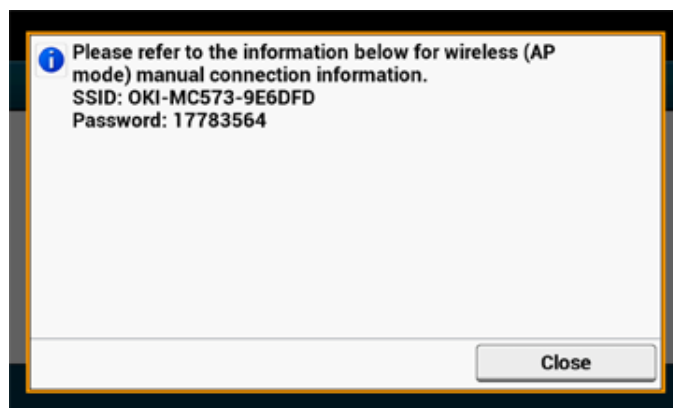 Please refer to the information below for wireless (AP
mode) manual connection information.
SSID: OKI-MC573-9E6DFD
Password: 17783564
Close